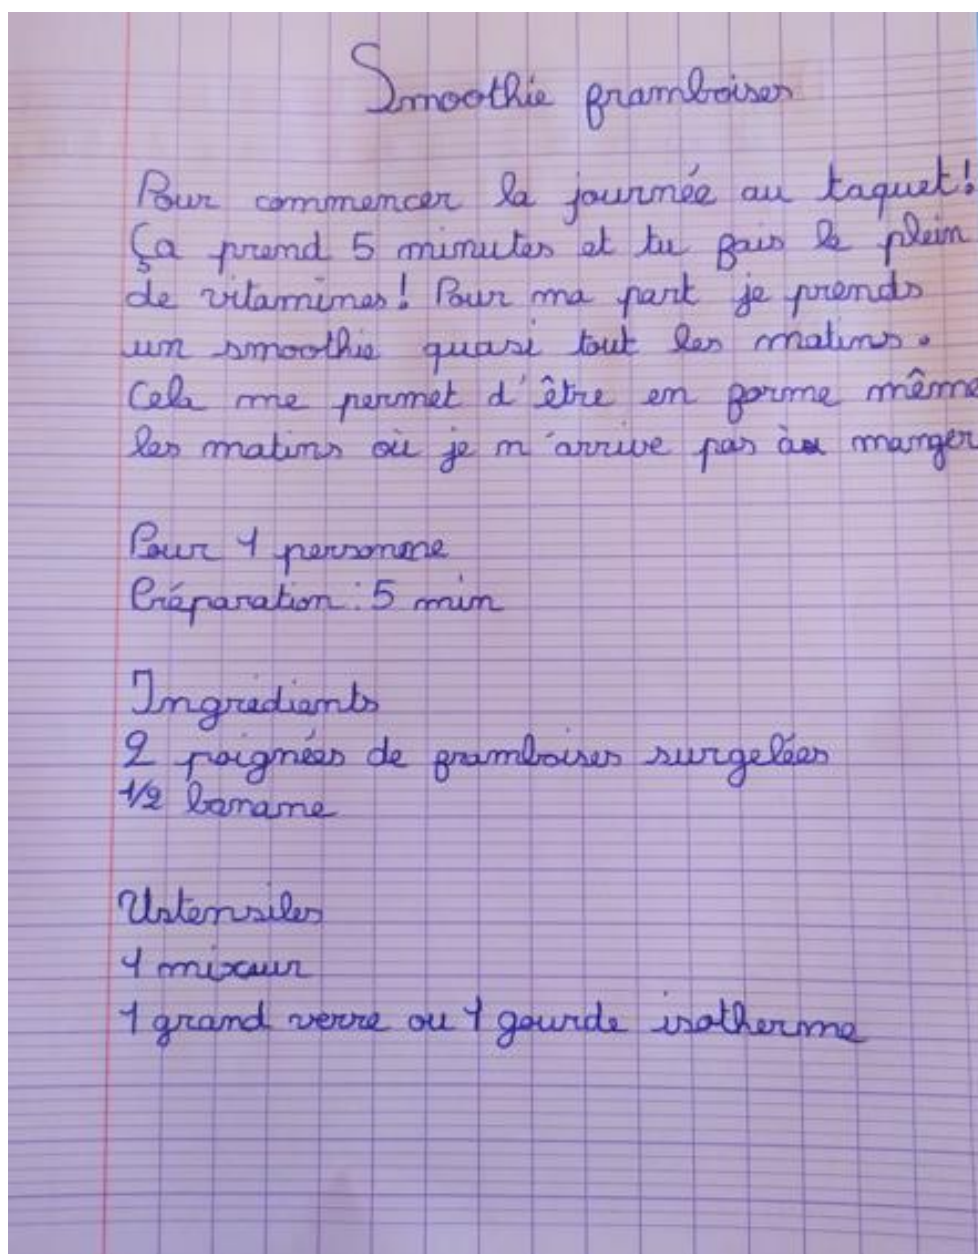 Smoothie framboises
Pour commencer la journée au taquet!
Ça prend 5 minutes et tu fais le plein
de vitamines! Pour ma part je prends
un smoothie quasi tout les matins.
Cela me permet d'être en forme même
les matins où je n'arrive pas à manger
Pour 1 personne
Préparation : 5 min
Ingrédients
2 poignées de framboises surgelées
1/2 banane
Ustensiles
1 mixeur
1 grand verre ou 1 gourde isotherme